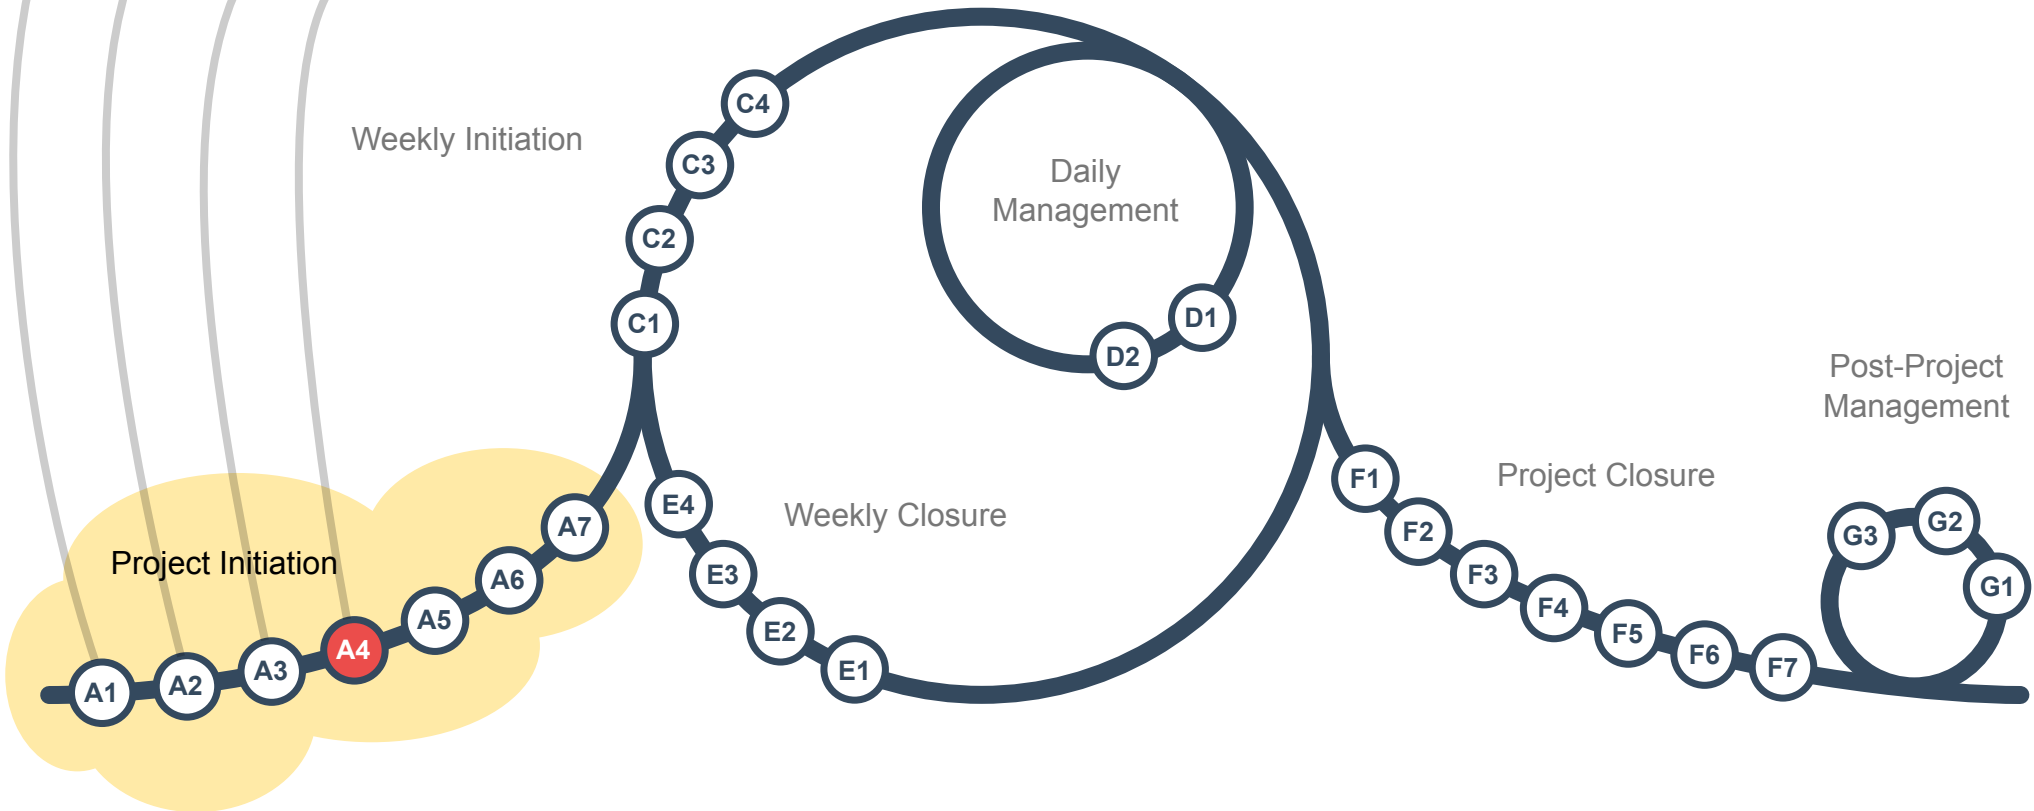 Weekly Initiation
Daily
Management
Post-Project
Management
Project Closure
Weekly Closure
Project Initiation
A1
A2
A3
A4
A5
A6
A7
C1
C2
C3
C4
D1
D2
E1
E2
E3
E4
F1
F2
F3
F4
F5
F6
F7
G1
G2
G3